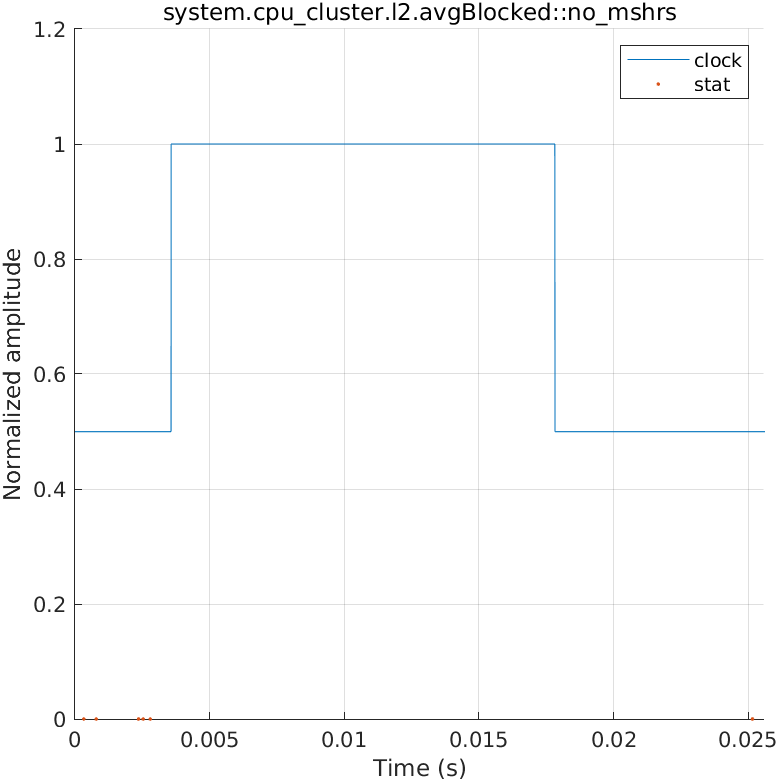 system.cpu_cluster.l2.avgBlocked::no_mshrs
1.2
clock
stat
1
0.8
0.6
0.4
0.2
0
Normalized amplitude
0
0.005
0.01
0.015
0.02
0.025
Time (s)